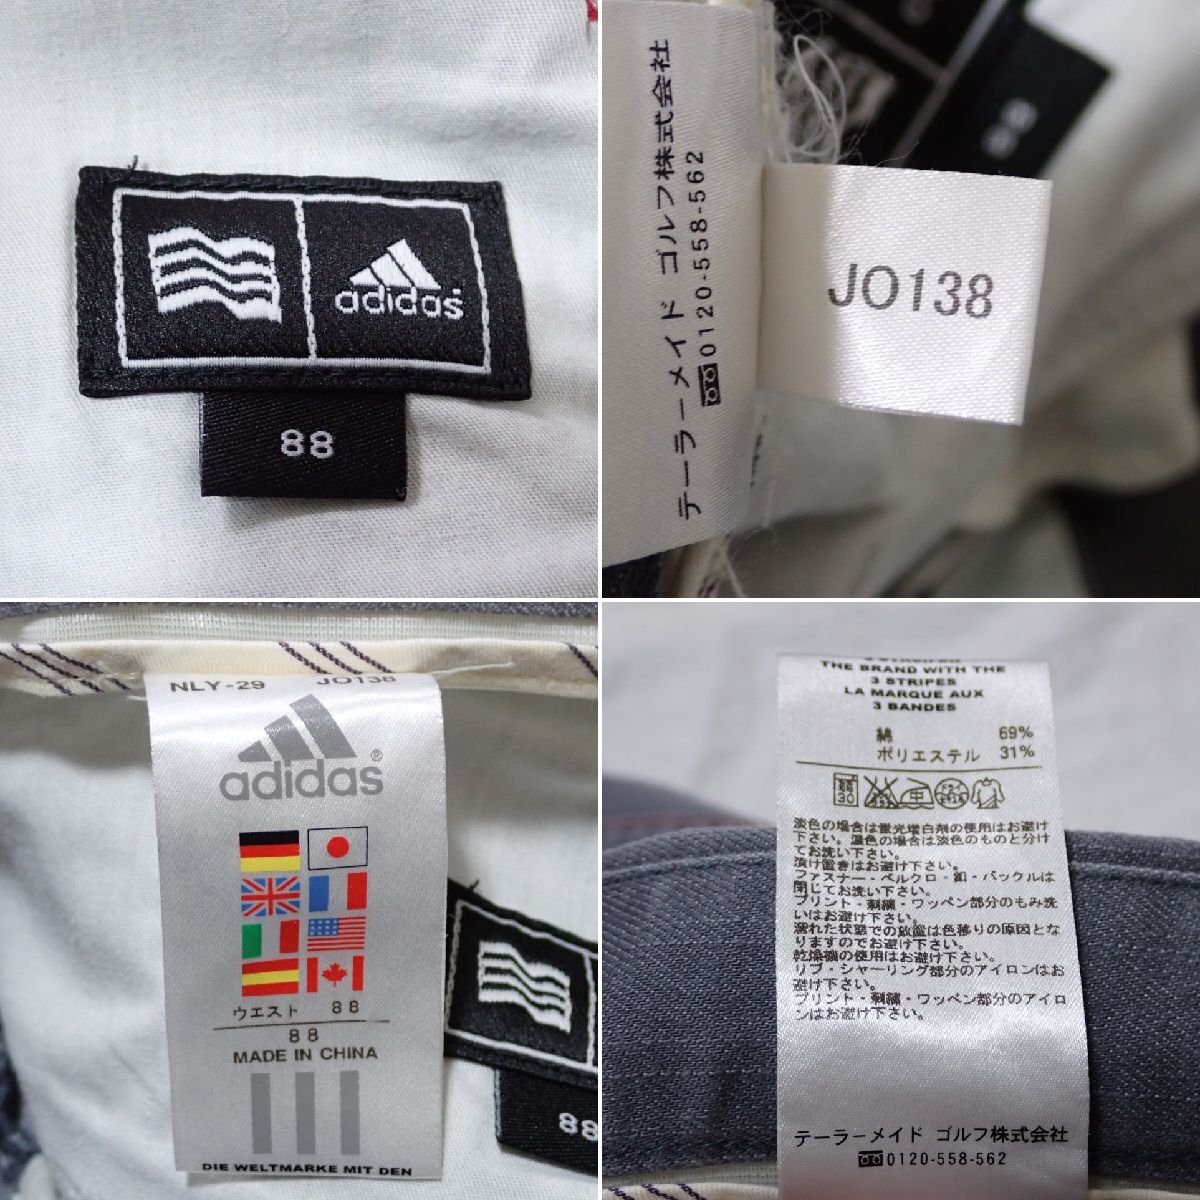 adidas
88
テーラーメイド ゴルフ株式会社
0120-558-562
JO138
NLY-29 JO138
adidas®
ウエスト 88
88
MADE IN CHINA
DIE WELTMARKE MIT DEN
88
THE BRAND WITH THE
3 STRIPES
LA MARQUE AUX
3 BANDES
綿 69%
ポリエステル 31%
30
中
淡色の場合は蛍光増白剤の使用はお避け
下さい。濃色の場合は淡色のものと分け
てお洗い下さい。
漬け置きはお避け下さい。
ファスナー・ベルクロ・釦・バックルは
閉じてお洗い下さい。
プリント・刺繍・ワッペン部分のもみ洗
いはお避け下さい。
濡れた状態での放置は色移りの原因とな
りますのでお避け下さい。
乾燥機の使用はお避け下さい。
リブ・シャーリング部分のアイロンはお
避け下さい。
プリント・刺繍・ワッペン部分のアイロ
ンはお避け下さい。
テーラーメイド ゴルフ株式会社
0120-558-562